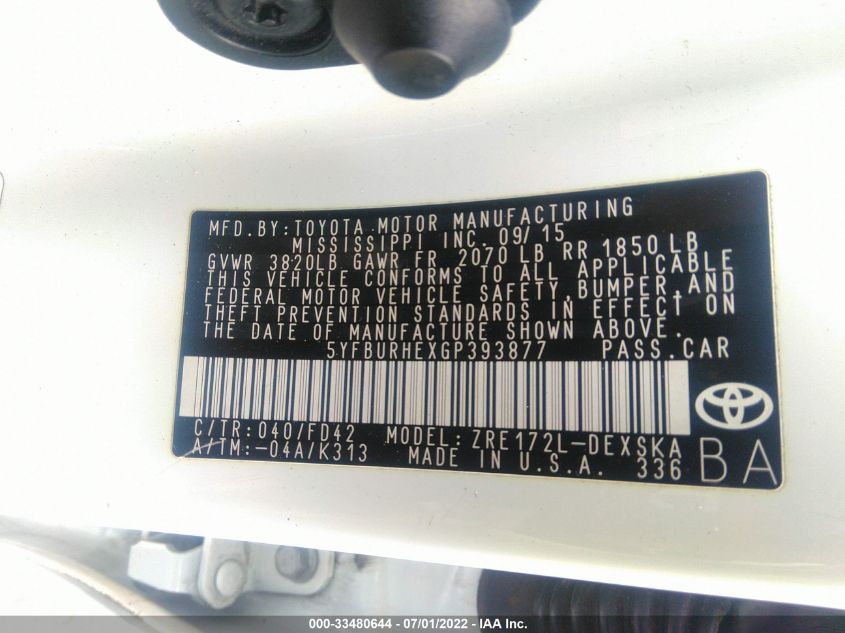 MFD. BY: TOYOTA MOTOR MANUFACTURING
MISSISSIPPI INC. 09/15
GVWR 3820LB GAWR FR 2070 LB RR 1850 LB
THIS VEHICLE CONFORMS TO ALL APPLICABLE
FEDERAL MOTOR VEHICLE SAFETY, BUMPER, AND
THEFT PREVENTION STANDARDS IN EFFECT ON
THE DATE OF MANUFACTURE SHOWN ABOVE.
5YFBURHEXGP393877 PASS. CAR
C/TR: 040/FD42 MODEL: ZRE172L-DEXSKA
A/TM: -04A/K313 MADE IN U.S.A. 336
BA
000-33480644 - 07/01/2022 - IAA Inc.